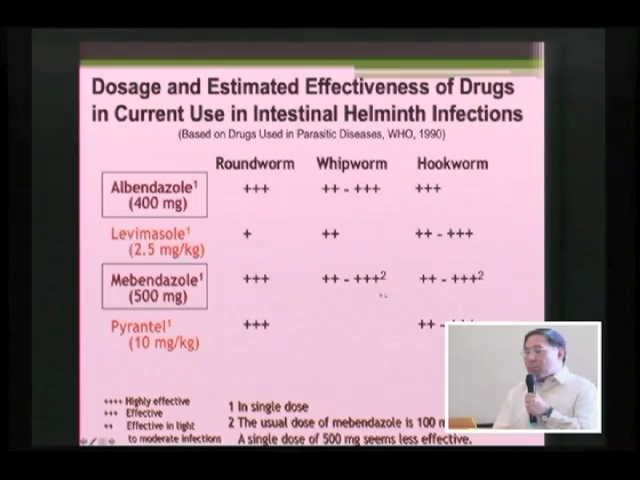 Dosage and Estimated Effectiveness of Drugs
in Current Use in Intestinal Helminth Infections
(Based on Drugs Used in Parasitic Diseases, WHO, 1990)
Roundworm Whipworm Hookworm
Albendazole1 +++ ++ - +++ +++
(400 mg)
Levimasole1 + ++ ++ - +++
(2.5 mg/kg)
Mebendazole1 +++ ++ - +++2 ++ - +++2
(500 mg)
Pyrantel1 +++ ++ -
(10 mg/kg)
++++ Highly effective
+++ Effective
++ Effective in light
to moderate infections
1 In single dose
2 The usual dose of mebendazole is 100
A single dose of 500 mg seems less effective.